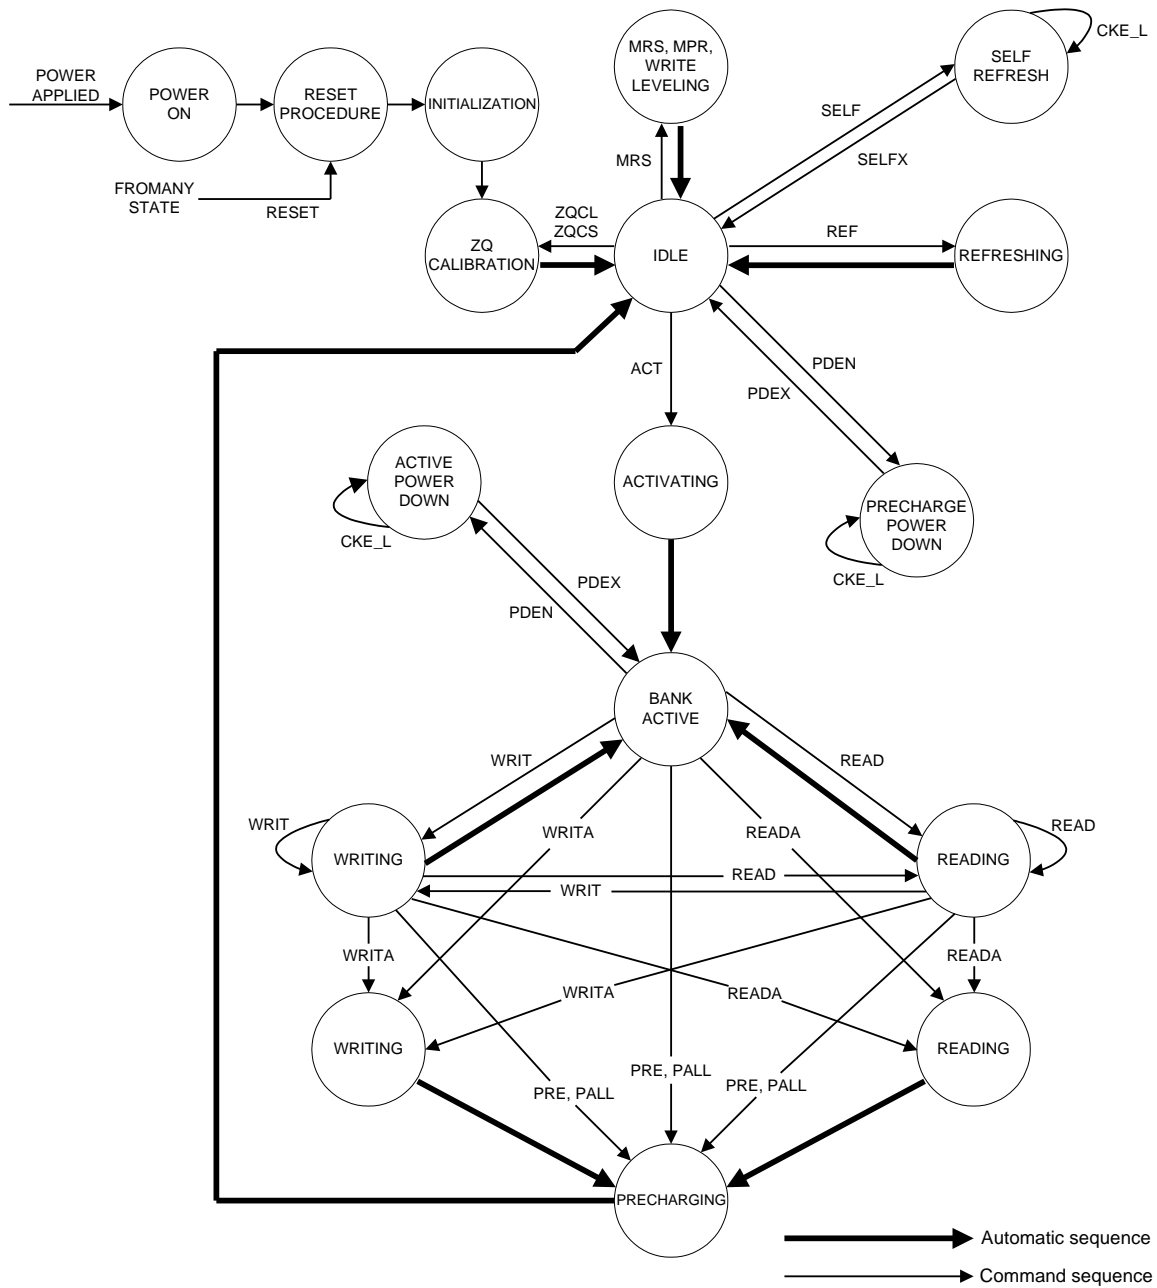 POWER
APPLIED
POWER
ON
RESET
PROCEDURE
INITIALIZATION
MRS, MPR,
WRITE
LEVELING
SELF
REFRESH
CKE_L
FROMANY
STATE
RESET
MRS
SELF
SELFX
ZQCL
ZQCS
ZQ
CALIBRATION
IDLE
REF
REFRESHING
ACT
PDEN
PDEX
ACTIVE
POWER
DOWN
CKE_L
ACTIVATING
PRECHARGE
POWER
DOWN
CKE_L
PDEX
PDEN
BANK
ACTIVE
WRIT
READ
WRIT
WRITA
READA
READ
WRITING
READING
READ
WRIT
WRITA
READA
WRITA
READA
WRITING
READING
PRE, PALL
PRE, PALL
PRE, PALL
PRECHARGING
Automatic sequence
Command sequence